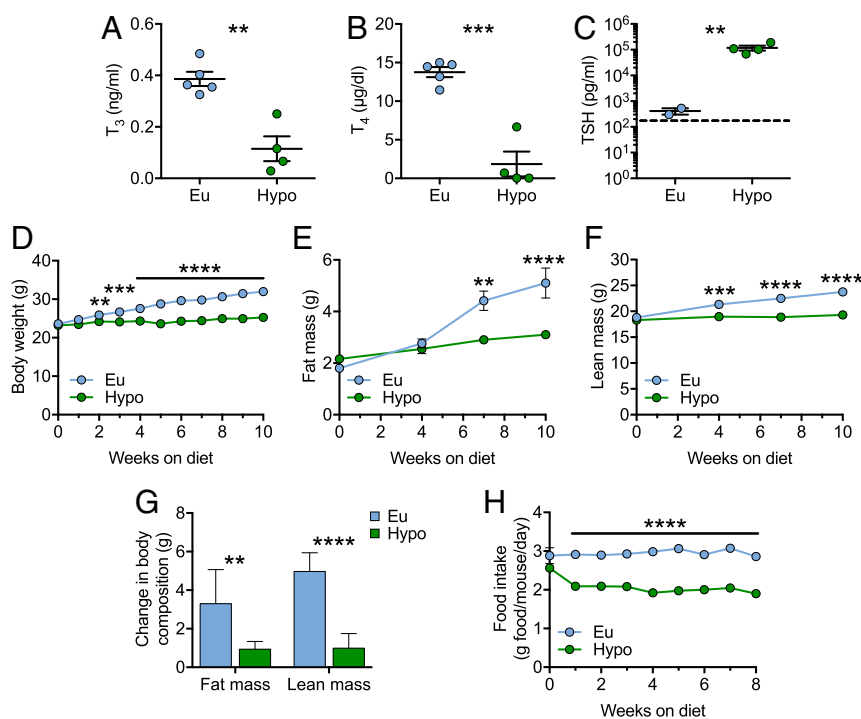 A
B
C
**
***
**
T3 (ng/ml)
0.6
0.4
0.2
0.0
Eu
Hypo
T4 (µg/dl)
20
15
10
5
0
Eu
Hypo
TSH (pg/ml)
10^6
10^5
10^4
10^3
10^2
10^1
10^0
Eu
Hypo
D
E
F
Body weight (g)
40
30
20
10
0
**
***
****
Eu
Hypo
0 2 4 6 8 10
Weeks on diet
Fat mass (g)
6
4
2
0
**
****
Eu
Hypo
0 2 4 6 8 10
Weeks on diet
Lean mass (g)
30
25
20
15
10
5
0
***
****
****
Eu
Hypo
0 2 4 6 8 10
Weeks on diet
G
H
Change in body
composition (g)
8
6
4
2
0
**
****
Eu
Hypo
Fat mass Lean mass
Food intake
(g food/mouse/day)
4
3
2
1
0
****
Eu
Hypo
0 2 4 6 8
Weeks on diet